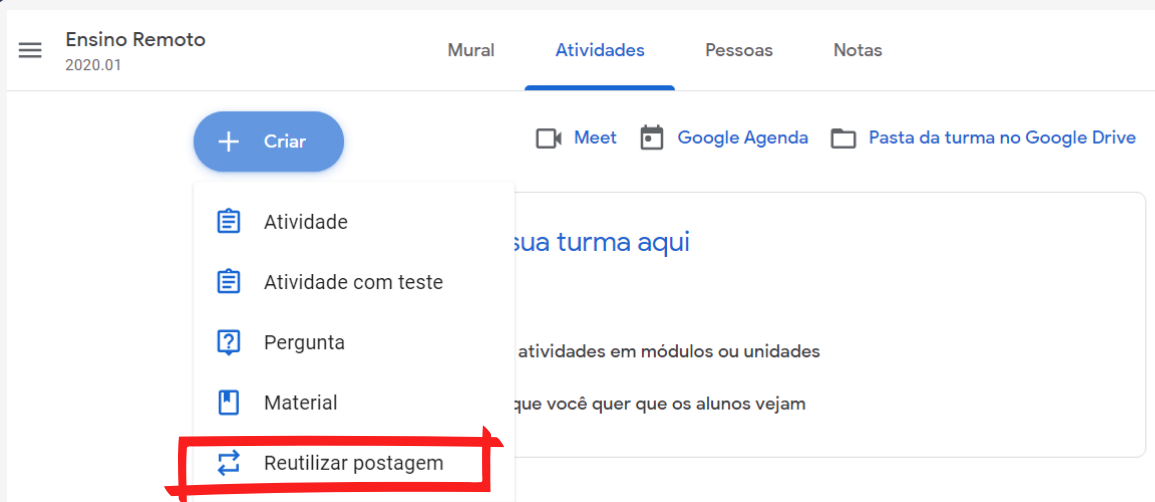 Ensino Remoto
2020.01
Mural
Atividades
Pessoas
Notas
Criar
Meet
Google Agenda
Pasta da turma no Google Drive
Atividade
Atividade com teste
Pergunta
Material
Reutilizar postagem
sua turma aqui
atividades em módulos ou unidades
que você quer que os alunos vejam